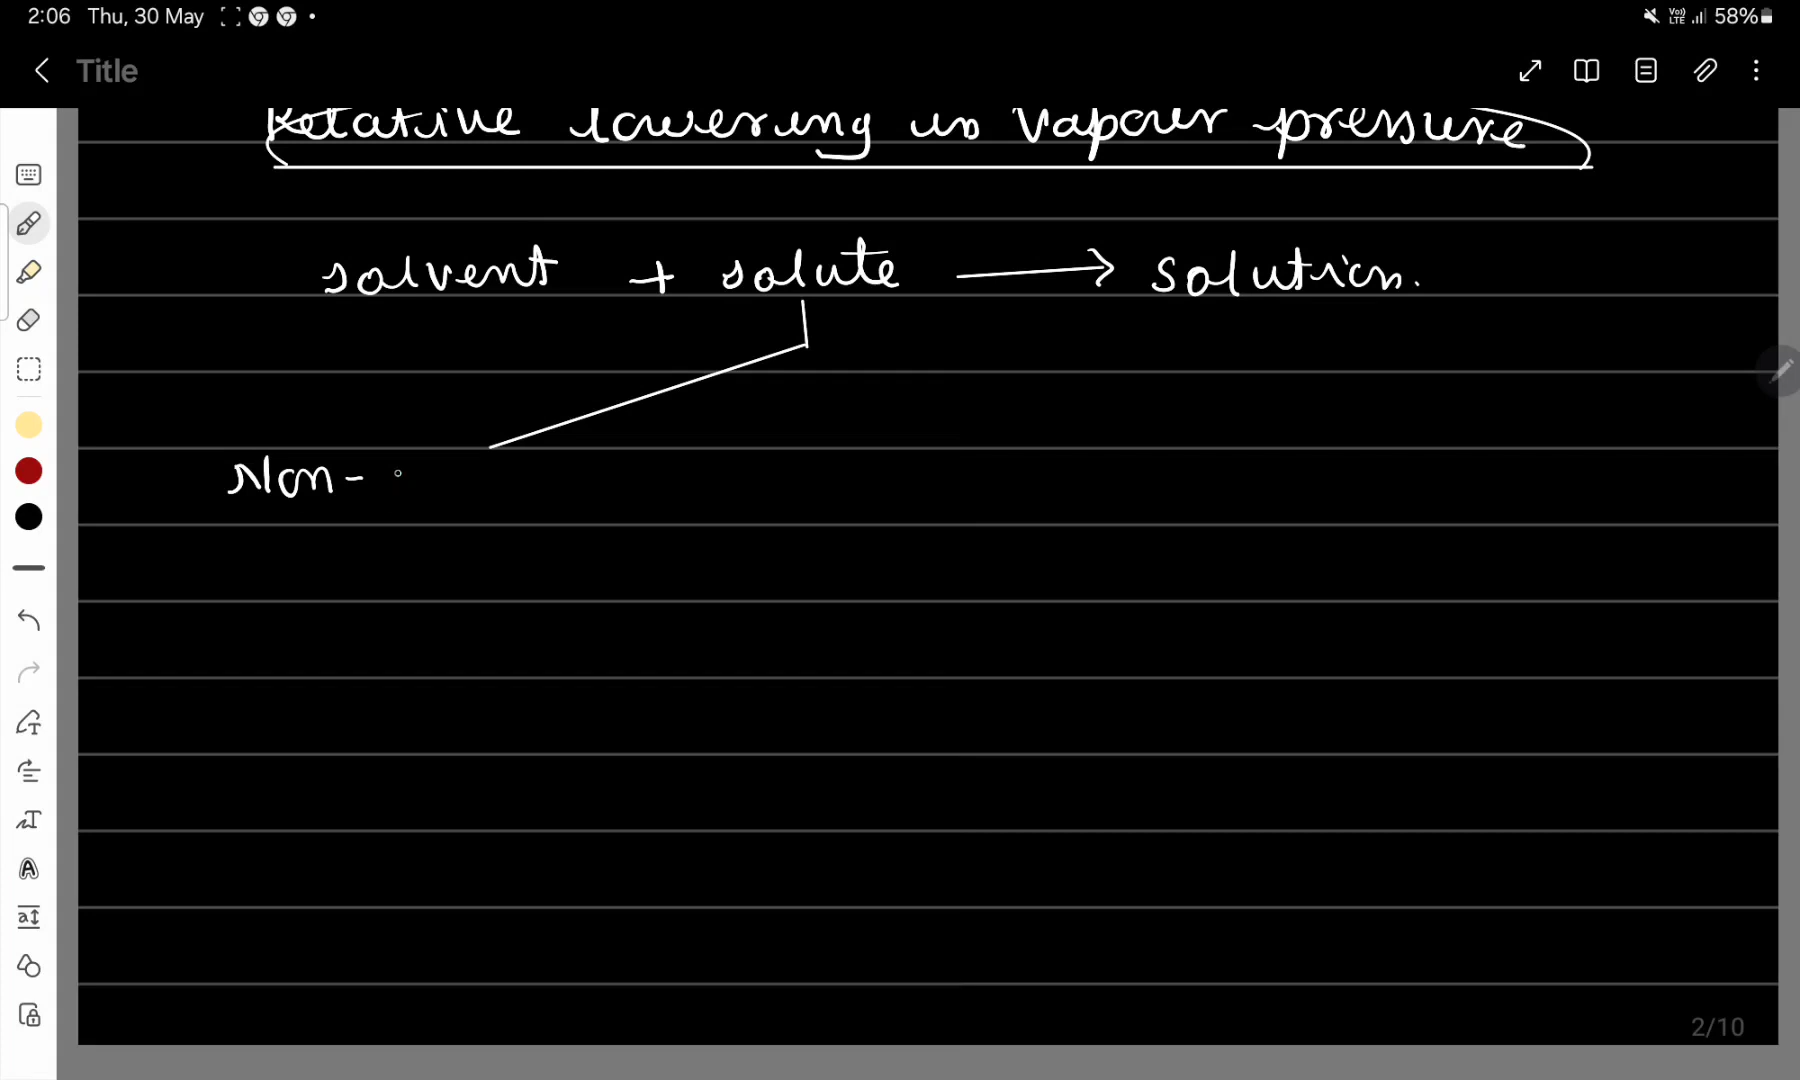 2:06 Thu, 30 May 58%
Title
Relative lowering in Vapour pressure
solvent + solute → solution.
Non-
2/10